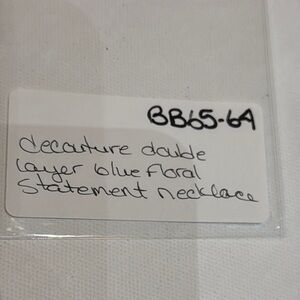 BB65-64
decouture double
layer blue floral
Statement necklace